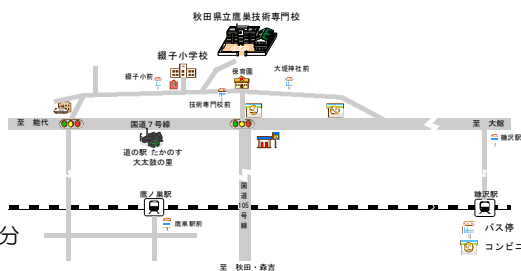 秋田県立鷹巣技術専門校
綴子小学校
大堤神社前
保育園
綴子小前
技術専門校前
至 能代
国道７号線
至 大館
糠沢駅
道の駅 たかのす
大太鼓の里
国道105号線
鷹ノ巣駅
糠沢駅
鷹巣駅前
バス停
分
コンビニ
至 秋田・森吉